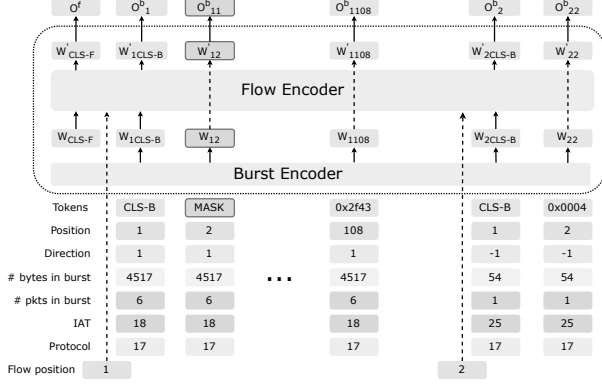 O^f O^b_1 O^b_11 O^b_1108 O^b_2 O^b_22
W'_CLS-F W'_1CLS-B W'_12 W'_1108 W'_2CLS-B W'_22
Flow Encoder
W_CLS-F W_1CLS-B W_12 W_1108 W_2CLS-B W_22
Burst Encoder
Tokens CLS-B MASK 0x2f43 CLS-B 0x0004
Position 1 2 108 1 2
Direction 1 1 1 -1 -1
# bytes in burst 4517 4517 ... 4517 54 54
# pkts in burst 6 6 6 1 1
IAT 18 18 18 25 25
Protocol 17 17 17 17 17
Flow position 1 2